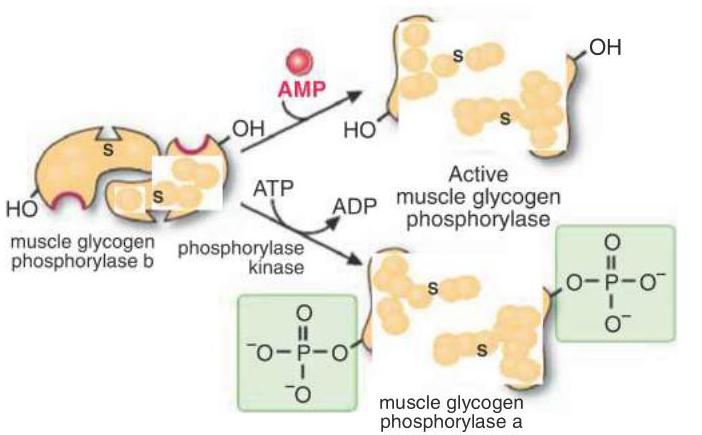 AMP
S
OH
HO
S
S
OH
HO
S
S
Active
muscle glycogen
phosphorylase
muscle glycogen
phosphorylase b
ATP
ADP
phosphorylase
kinase
O
O–P–O⁻
O⁻
S
S
O
⁻O–P–O
⁻O
muscle glycogen
phosphorylase a